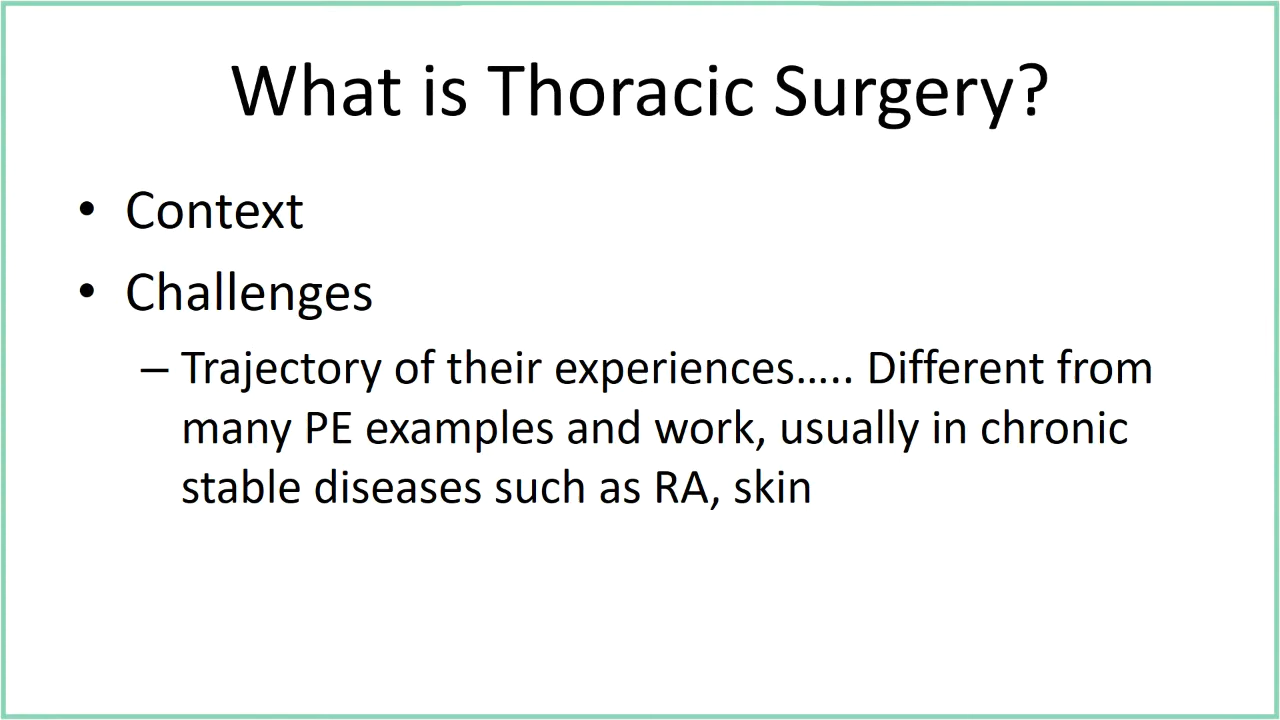 What is Thoracic Surgery?
• Context
• Challenges
– Trajectory of their experiences….. Different from
many PE examples and work, usually in chronic
stable diseases such as RA, skin